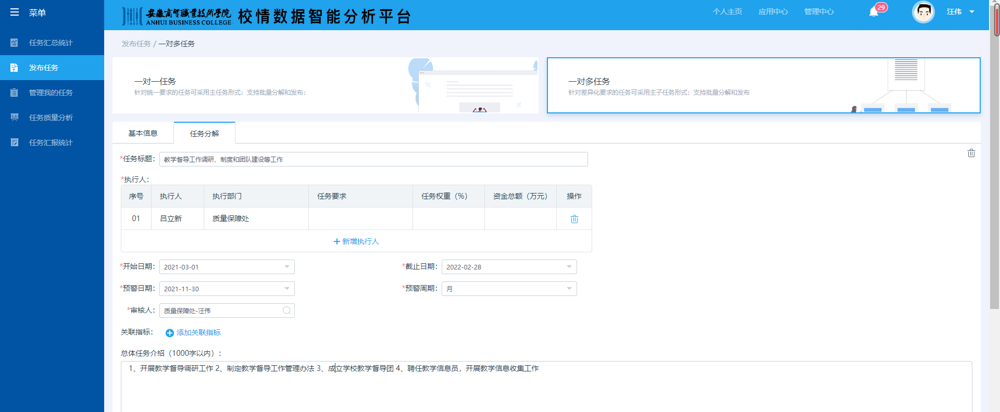 菜单
安徽商贸职业技术学院
ANHUI BUSINESS COLLEGE
校情数据智能分析平台
个人主页
应用中心
管理中心
29
汪伟
任务汇总统计
发布任务
管理我的任务
任务质量分析
任务汇报统计
发布任务 / 一对多任务
一对一任务
针对统一要求的任务可采用主任务形式；支持批量分解和发布；
一对多任务
针对差异化要求的任务可采用主子任务形式；支持批量分解和发布
基本信息
任务分解
*任务标题： 教学督导工作调研、制度和团队建设等工作
*执行人：
序号 执行人 执行部门 任务要求 任务权重（%） 资金总额（万元） 操作
01 吕立新 质量保障处
新增执行人
*开始日期： 2021-03-01
*截止日期： 2022-02-28
*预警日期： 2021-11-30
*预警周期： 月
*审核人： 质量保障处-汪伟
关联指标： 添加关联指标
总体任务介绍（1000字以内）：
1、开展教学督导调研工作 2、制定教学督导工作管理办法 3、成立学校教学督导团 4、聘任教学信息员，开展教学信息收集工作